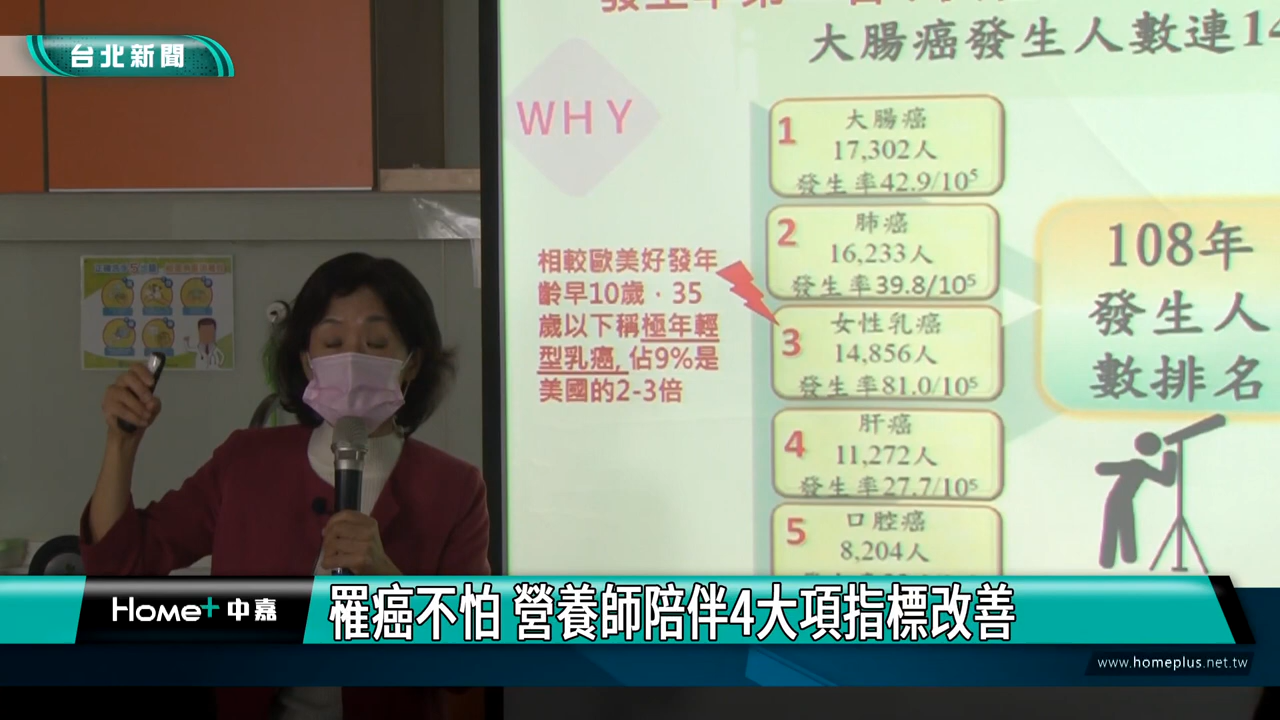 台北新聞
大腸癌發生人數連14
WHY
相較歐美好發年
齡早10歲，35
歲以下稱極年輕
型乳癌, 佔9%是
美國的2-3倍
1 大腸癌
17,302人
發生率42.9/10⁵
2 肺癌
16,233人
發生率39.8/10⁵
3 女性乳癌
14,856人
發生率81.0/10⁵
4 肝癌
11,272人
發生率27.7/10⁵
5 口腔癌
8,204人
108年
發生人
數排名
Home+ 中嘉
罹癌不怕 營養師陪伴4大項指標改善
www.homeplus.net.tw